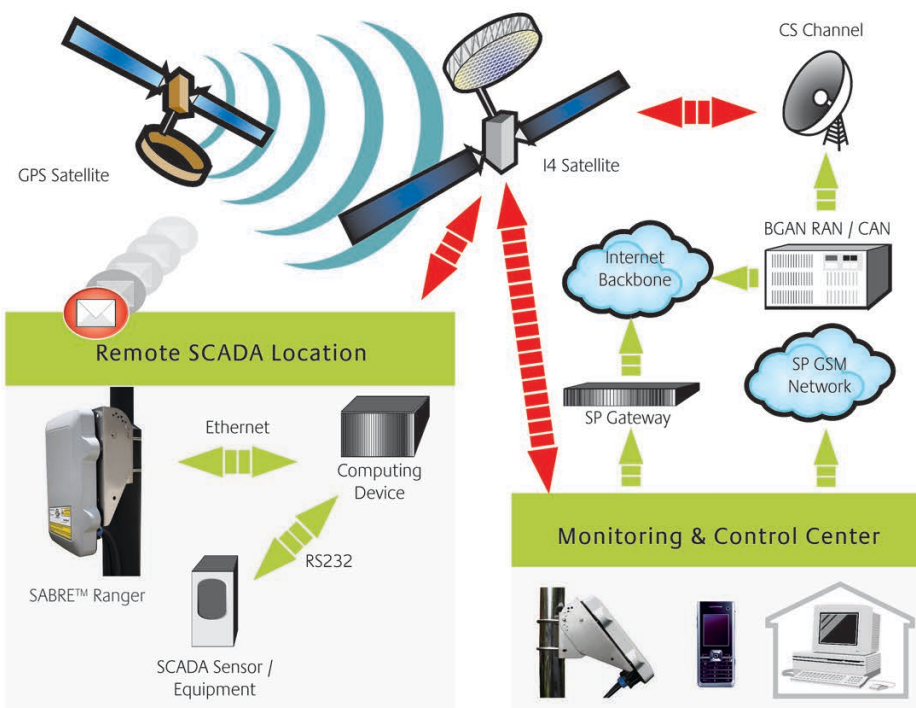 CS Channel
GPS Satellite
I4 Satellite
BGAN RAN / CAN
Internet
Backbone
Remote SCADA Location
SP GSM
Network
SP Gateway
Ethernet
Computing
Device
RS232
SABRE™ Ranger
SCADA Sensor /
Equipment
Monitoring & Control Center